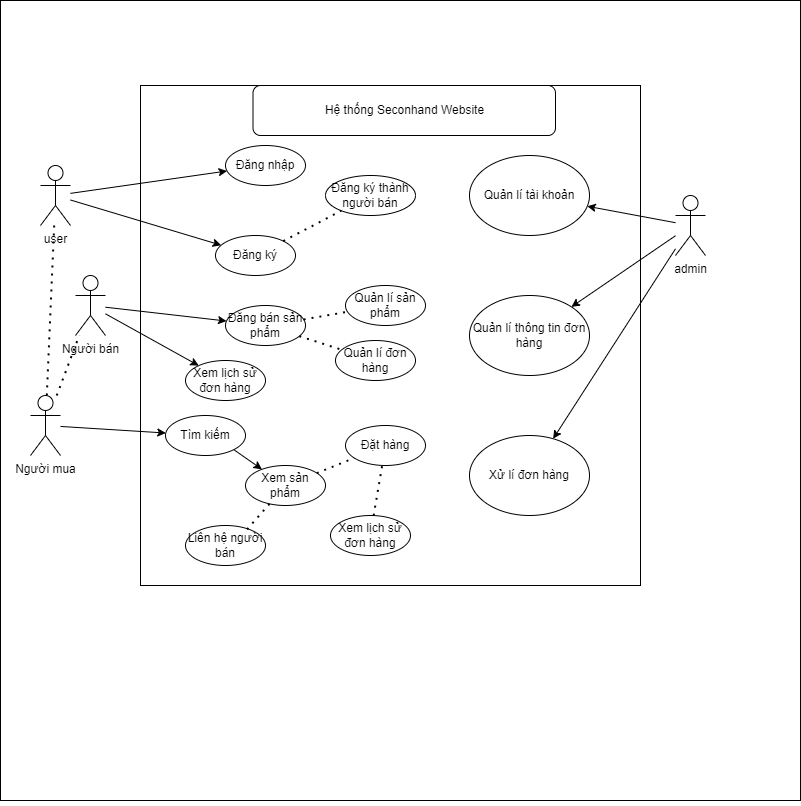 Hệ thống Seconhand Website
Đăng nhập
Đăng ký thành
người bán
Quản lí tài khoản
user
Đăng ký
admin
Người bán
Đăng bán sản
phẩm
Quản lí sản
phẩm
Quản lí thông tin đơn
hàng
Quản lí đơn
hàng
Xem lịch sử
đơn hàng
Người mua
Tìm kiếm
Đặt hàng
Xem sản
phẩm
Xử lí đơn hàng
Liên hệ người
bán
Xem lịch sử
đơn hàng